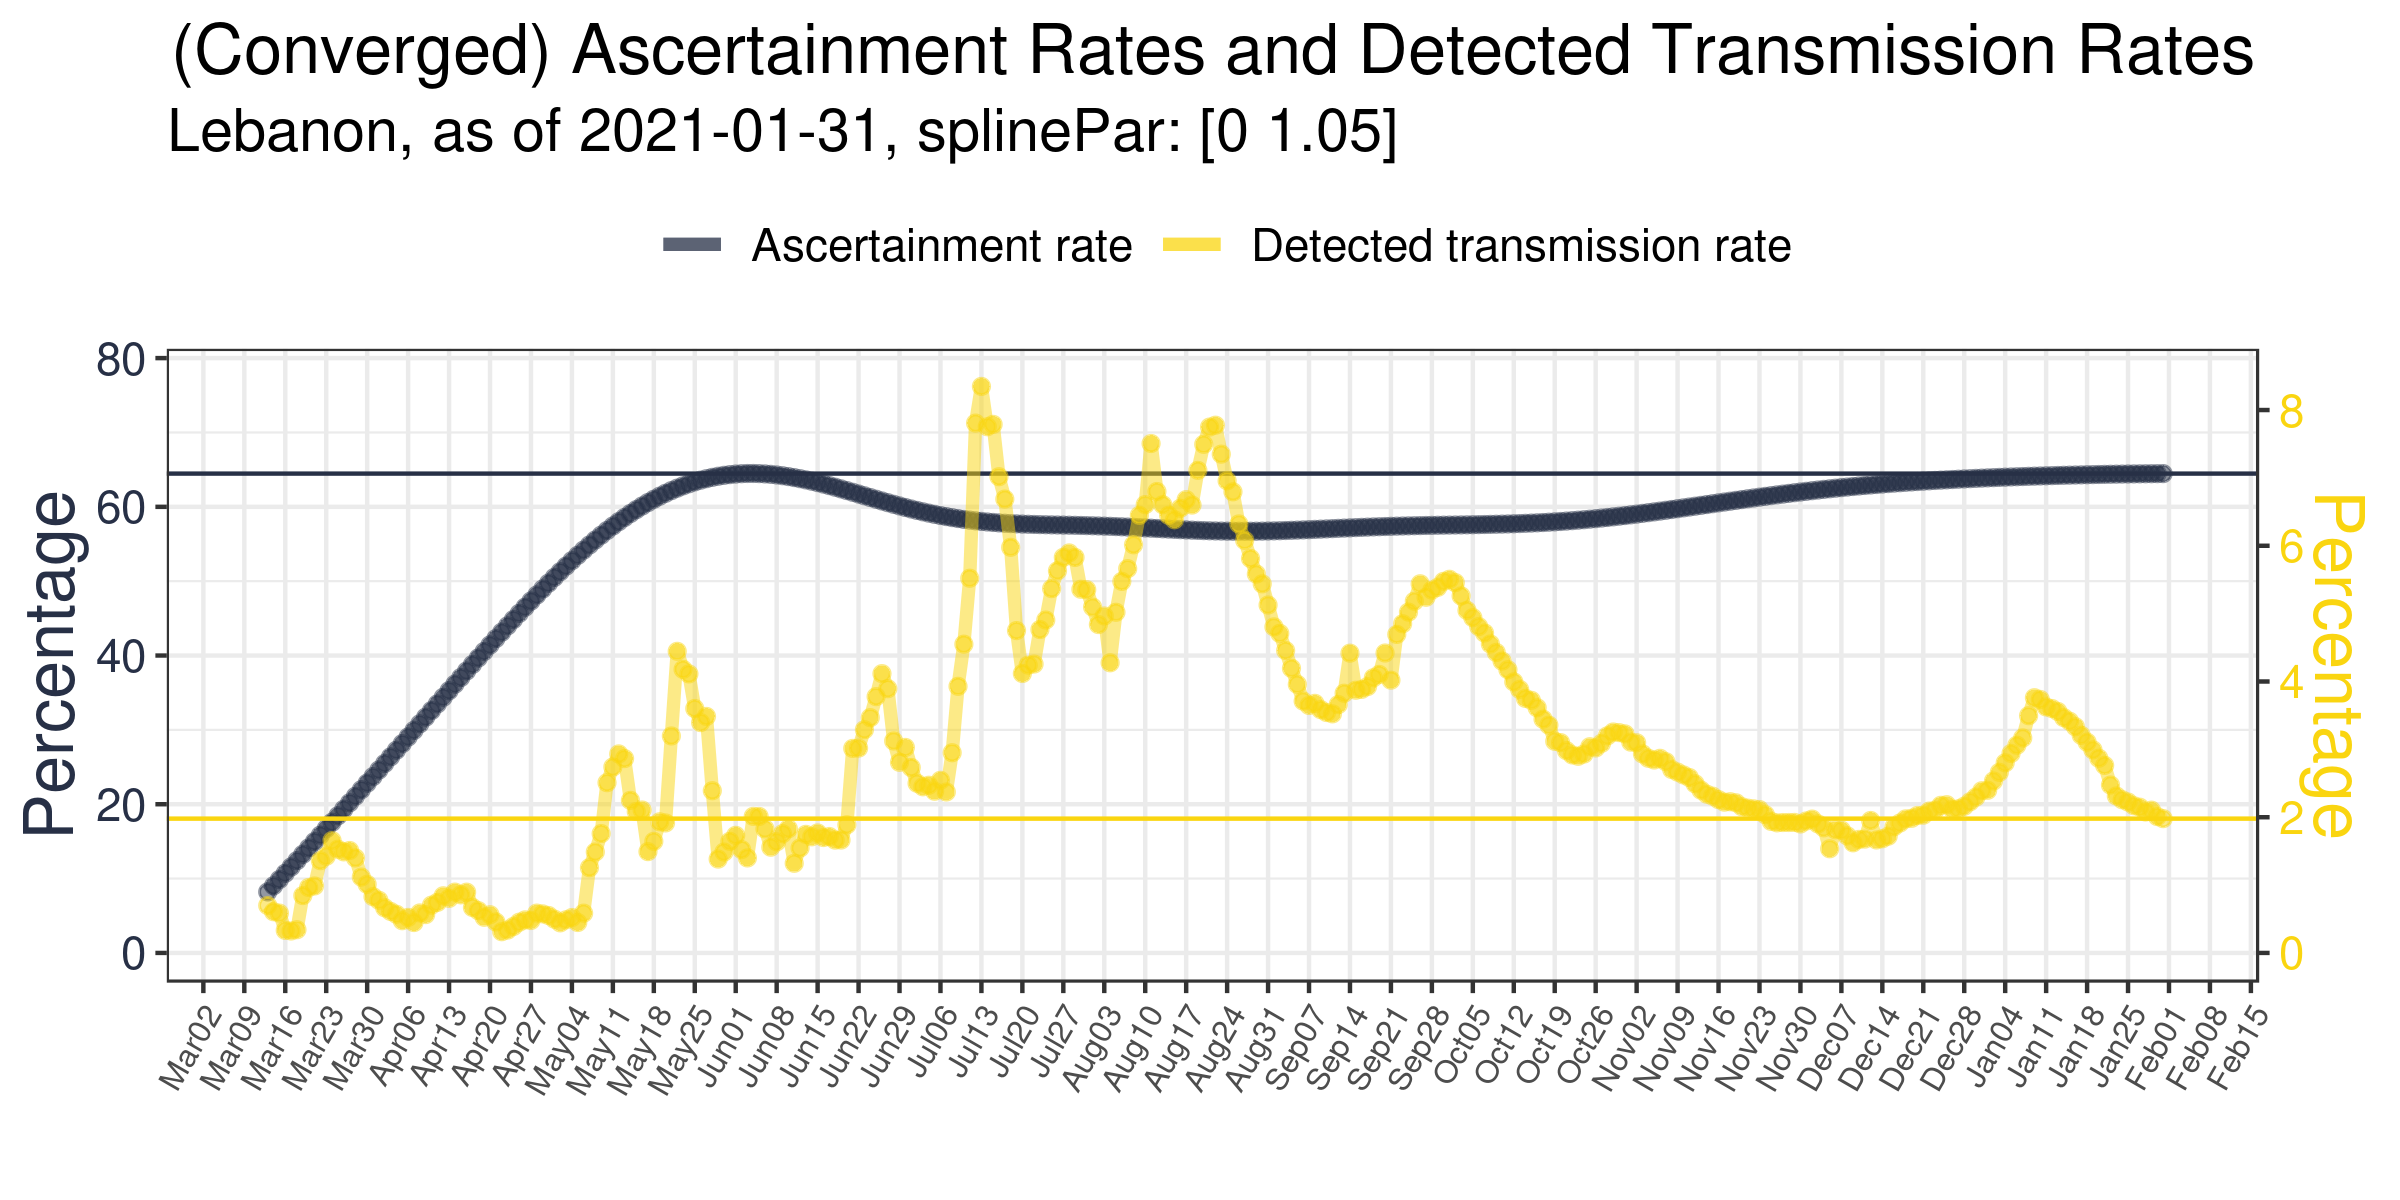 (Converged) Ascertainment Rates and Detected Transmission Rates
Lebanon, as of 2021-01-31, splinePar: [0 1.05]
Ascertainment rate Detected transmission rate
Percentage
80
60
40
20
0
8
6
4
2
0
Percentage
Mar02 Mar09 Mar16 Mar23 Mar30 Apr06 Apr13 Apr20 Apr27 May04 May11 May18 May25 Jun01 Jun08 Jun15 Jun22 Jun29 Jul06 Jul13 Jul20 Jul27 Aug03 Aug10 Aug17 Aug24 Aug31 Sep07 Sep14 Sep21 Sep28 Oct05 Oct12 Oct19 Oct26 Nov02 Nov09 Nov16 Nov23 Nov30 Dec07 Dec14 Dec21 Dec28 Jan04 Jan11 Jan18 Jan25 Feb01 Feb08 Feb15